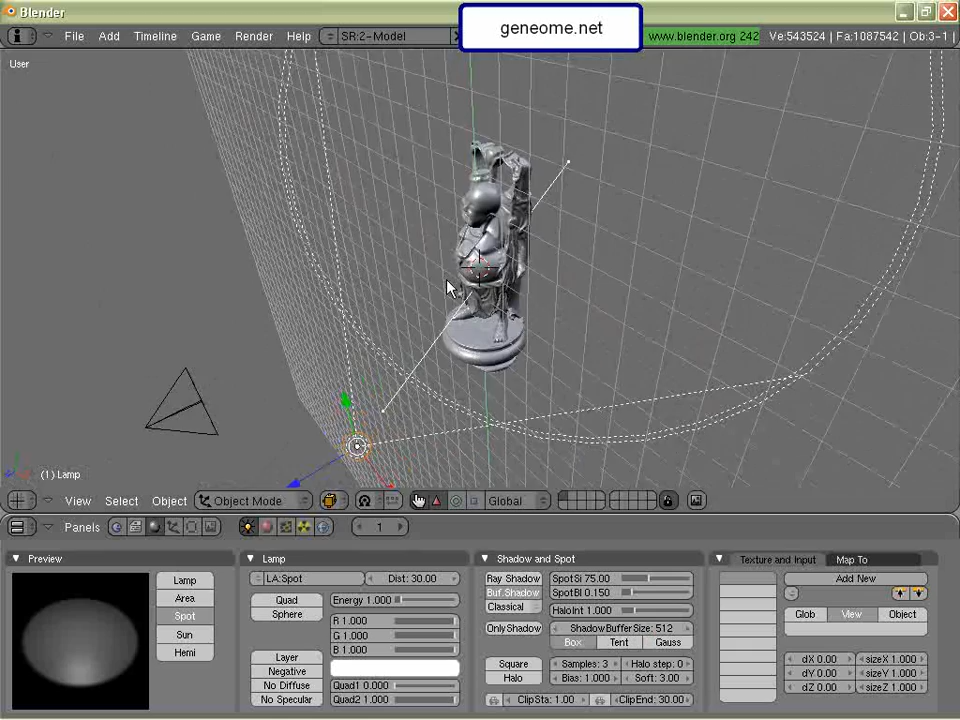 Blender
geneome.net
File Add Timeline Game Render Help SR:2-Model www.blender.org 242 Ve:543524 | Fa:1087542 | Ob:3-1 |
User
(1) Lamp
View Select Object Object Mode Global
Panels 1
Preview
Lamp
Area
Spot
Sun
Hemi
Lamp
LA:Spot Dist: 30.00
Quad Energy 1.000
Sphere
R 1.000
G 1.000
B 1.000
Layer
Negative
No Diffuse Quad1 0.000
No Specular Quad2 1.000
Shadow and Spot
Ray Shadow SpotSi 75.00
Buf.Shadow SpotBl 0.150
Classical HaloInt 1.000
OnlyShadow ShadowBufferSize: 512
Box Tent Gauss
Square Samples: 3 Halo step: 0
Halo Bias: 1.000 Soft: 3.00
ClipSta: 1.00 ClipEnd: 30.00
Texture and Input Map To
Add New
Glob View Object
dX 0.00 sizeX 1.000
dY 0.00 sizeY 1.000
dZ 0.00 sizeZ 1.000